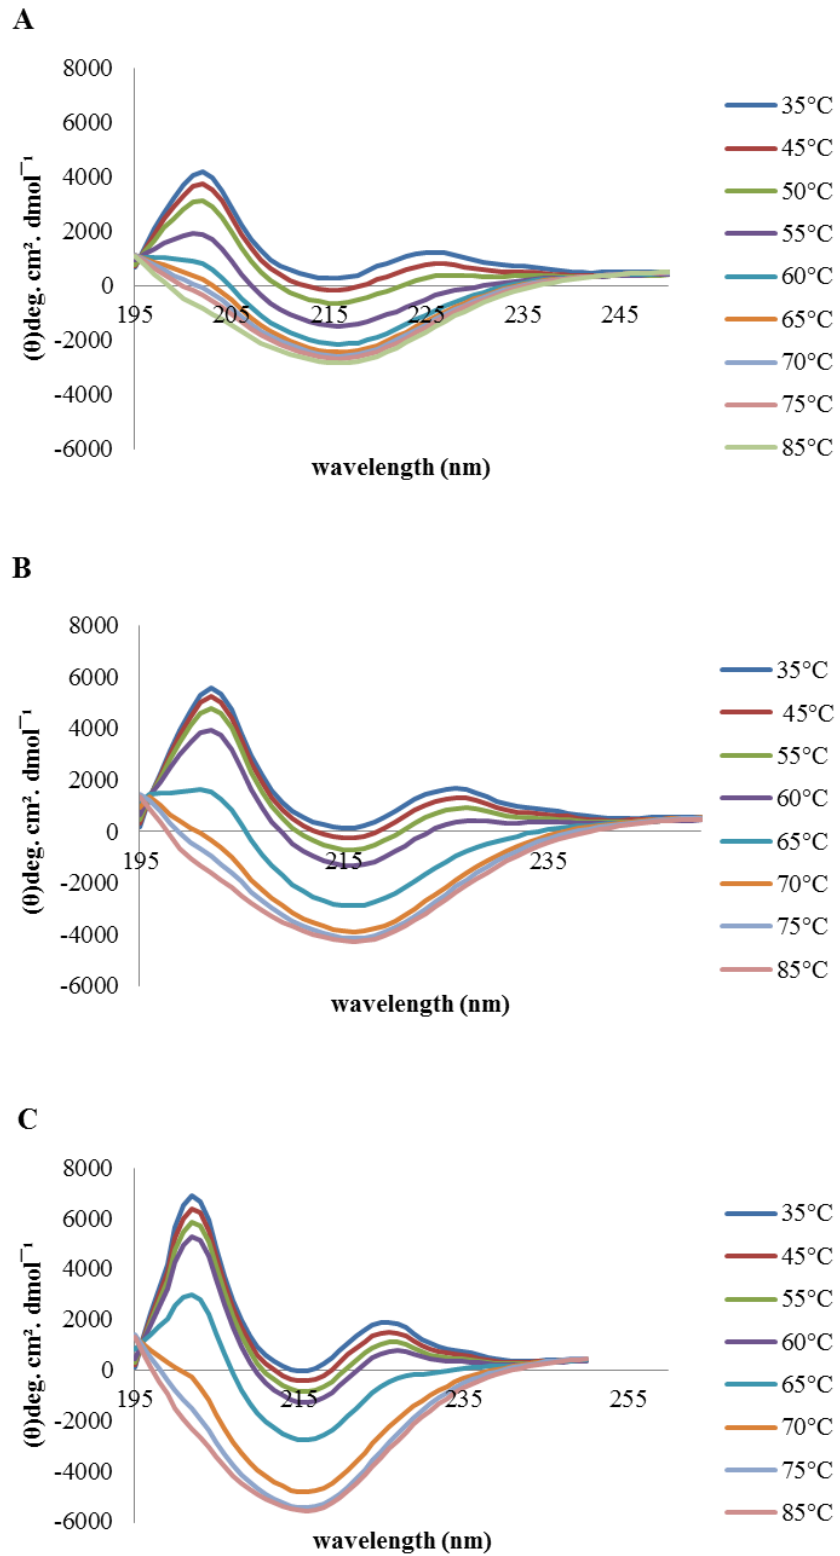 A
8000
6000
4000
2000
0
-2000
-4000
-6000
195
205
215
225
235
245
(θ)deg. cm². dmol¯¹
wavelength (nm)
35°C
45°C
50°C
55°C
60°C
65°C
70°C
75°C
85°C
B
8000
6000
4000
2000
0
-2000
-4000
-6000
195
215
235
(θ)deg. cm². dmol¯¹
wavelength (nm)
35°C
45°C
55°C
60°C
65°C
70°C
75°C
85°C
C
8000
6000
4000
2000
0
-2000
-4000
-6000
195
215
235
255
(θ)deg. cm². dmol¯¹
wavelength (nm)
35°C
45°C
55°C
60°C
65°C
70°C
75°C
85°C